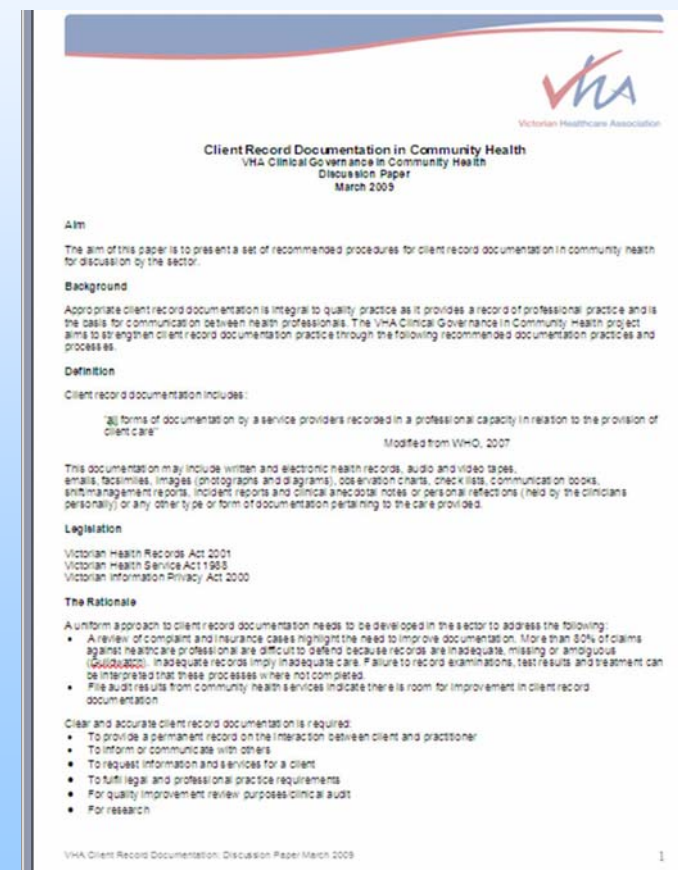 VHA
Victorian Healthcare Association
Client Record Documentation in Community Health
VHA Clinical Governance in Community Health
Discussion Paper
March 2009
Aim
The aim of this paper is to present a set of recommended procedures for client record documentation in community health
for discussion by the sector.
Background
Appropriate client record documentation is integral to quality practice as it provides a record of professional practice and is
the basis for communication between health professionals. The VHA Clinical Governance in Community Health project
aims to strengthen client record documentation practice through the following recommended documentation practices and
processes.
Definition
Client record documentation includes:
"all forms of documentation by a service providers recorded in a professional capacity in relation to the provision of
client care"
Modified from WHO, 2007
This documentation may include written and electronic health records, audio and video tapes,
emails, facsimiles, images (photographs and diagrams), observation charts, check lists, communication books,
shift/management reports, incident reports and clinical anecdotal notes or personal reflections (held by the clinicians
personally) or any other type or form of documentation pertaining to the care provided.
Legislation
Victorian Health Records Act 2001
Victorian Health Service Act 1988
Victorian Information Privacy Act 2000
The Rationale
A uniform approach to client record documentation needs to be developed in the sector to address the following:
• A review of complaint and insurance cases highlight the need to improve documentation. More than 80% of claims
against healthcare professional are difficult to defend because records are inadequate, missing or ambiguous
(Guildwatch). Inadequate records imply inadequate care. Failure to record examinations, test results and treatment can
be interpreted that these processes where not completed.
• File audit results from community health services indicate there is room for improvement in client record
documentation
Clear and accurate client record documentation is required:
• To provide a permanent record on the interaction between client and practitioner
• To inform or communicate with others
• To request information and services for a client
• To fulfil legal and professional practice requirements
• For quality improvement review purposes/clinical audit
• For research
VHA Client Record Documentation: Discussion Paper March 2009 1